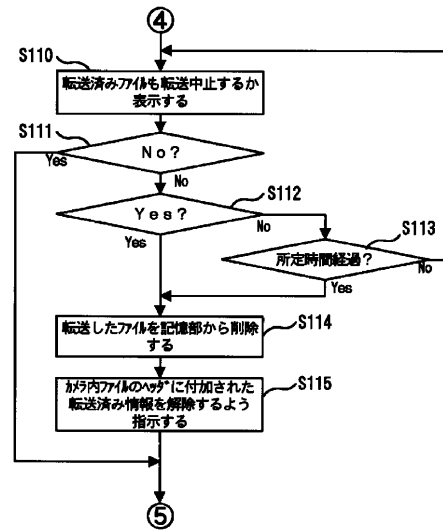 ④
S110
転送済みファイルも転送中止するか
表示する
S111
No?
Yes
No
S112
Yes?
No
Yes
S113
所定時間経過?
No
Yes
転送したファイルを記憶部から削除
する
S114
カメラ内ファイルのヘッダに付加された
転送済み情報を解除するよう
指示する
S115
⑤